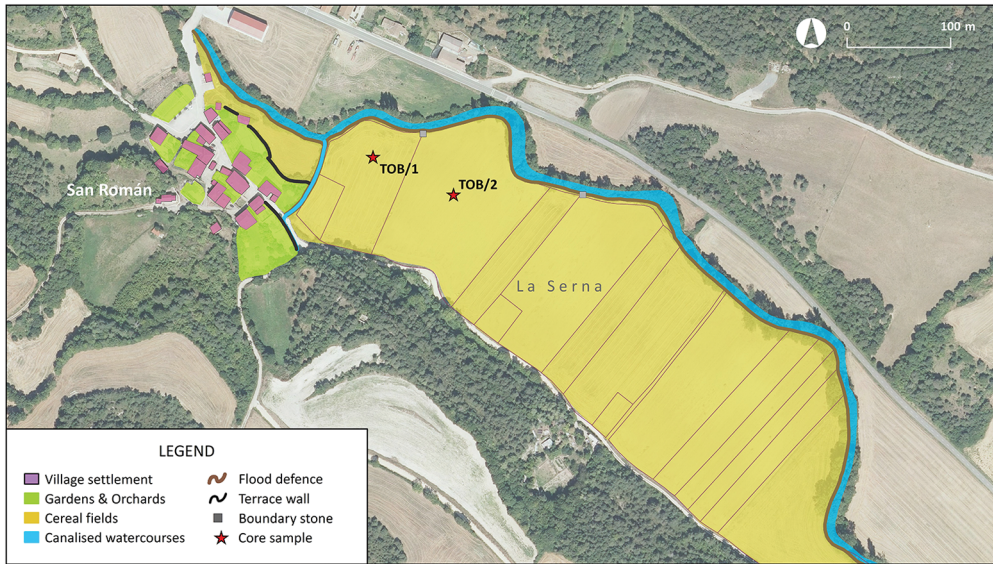 0 100 m
TOB/1
TOB/2
San Román
La Serna
LEGEND
Village settlement
Gardens & Orchards
Cereal fields
Canalised watercourses
Flood defence
Terrace wall
Boundary stone
Core sample